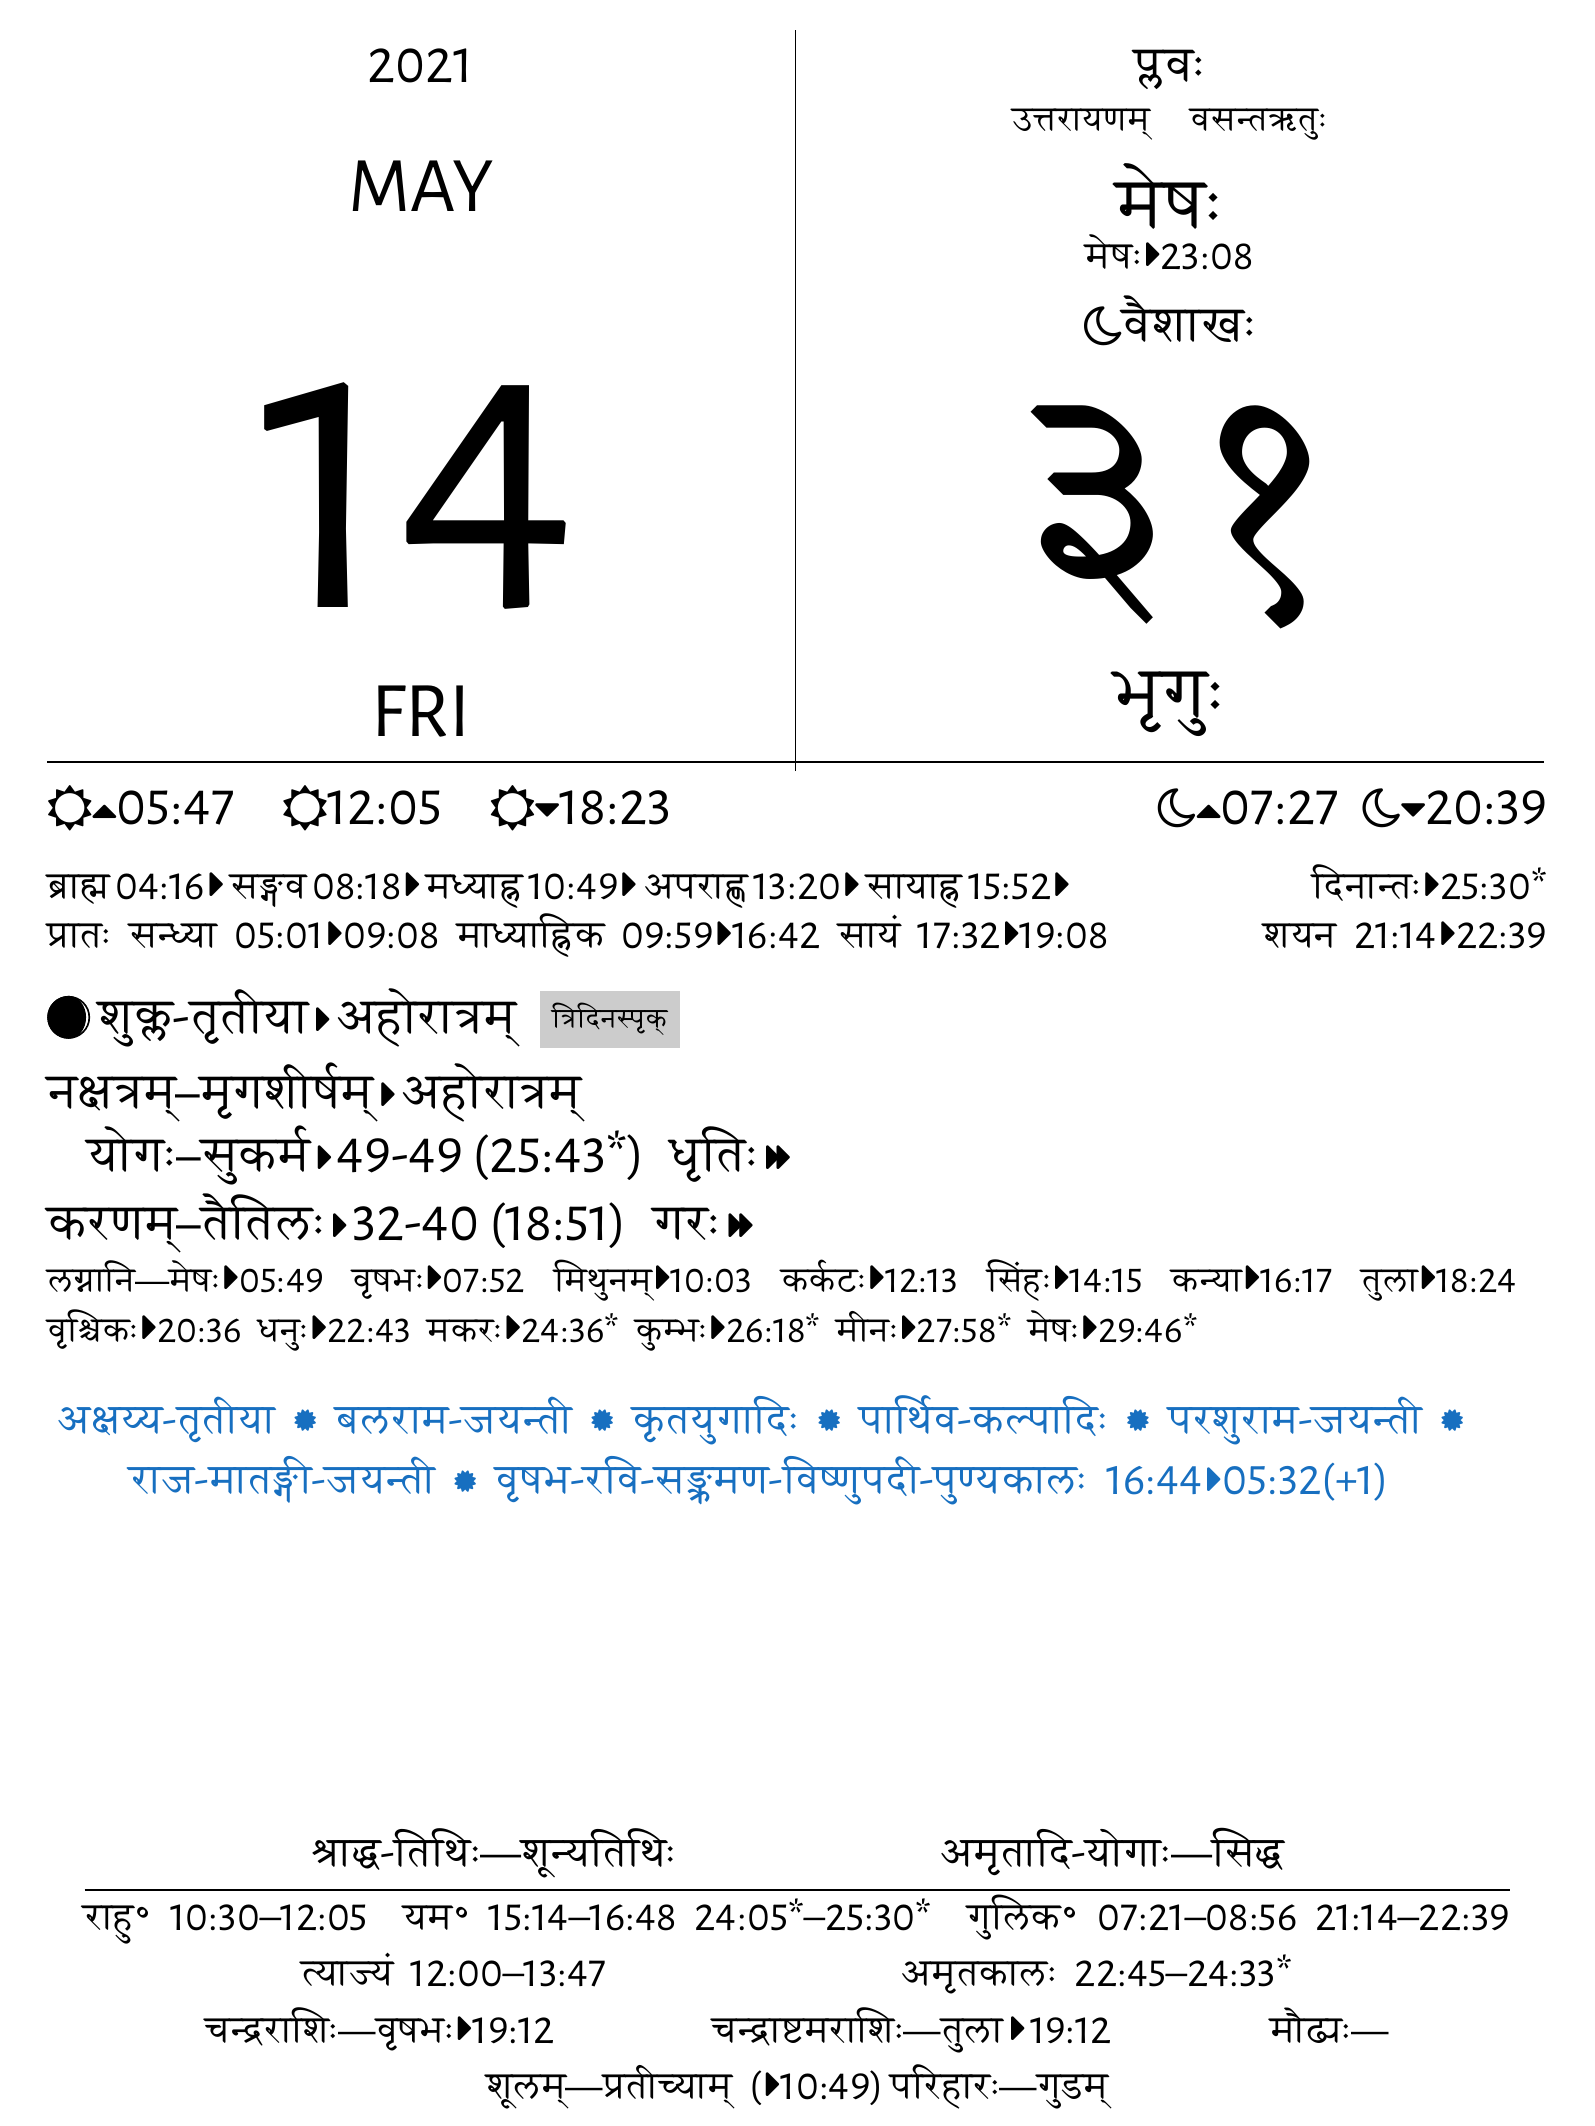 2021
MAY
14
FRI
प्लवः
उत्तरायणम् वसन्तऋतुः
मेषः
मेषः 23:08
वैशाखः
३१
भृगुः
05:47 12:05 18:23 07:27 20:39
ब्राह्म 04:16 सङ्गव 08:18 मध्याह्न 10:49 अपराह्ण 13:20 सायाह्न 15:52 दिनान्तः 25:30*
प्रातः सन्ध्या 05:01 09:08 माध्याह्निक 09:59 16:42 सायं 17:32 19:08 शयन 21:14 22:39
शुक्ल-तृतीया अहोरात्रम् त्रिदिनस्पृक्
नक्षत्रम्–मृगशीर्षम् अहोरात्रम्
योगः–सुकर्म 49-49 (25:43*) धृतिः
करणम्–तैतिलः 32-40 (18:51) गरः
लग्नानि—मेषः 05:49 वृषभः 07:52 मिथुनम् 10:03 कर्कटः 12:13 सिंहः 14:15 कन्या 16:17 तुला 18:24
वृश्चिकः 20:36 धनुः 22:43 मकरः 24:36* कुम्भः 26:18* मीनः 27:58* मेषः 29:46*
अक्षय्य-तृतीया बलराम-जयन्ती कृतयुगादिः पार्थिव-कल्पादिः परशुराम-जयन्ती
राज-मातङ्गी-जयन्ती वृषभ-रवि-सङ्क्रमण-विष्णुपदी-पुण्यकालः 16:44 05:32(+1)
श्राद्ध-तिथिः—शून्यतिथिः अमृतादि-योगाः—सिद्ध
राहु॰ 10:30–12:05 यम॰ 15:14–16:48 24:05*–25:30* गुलिक॰ 07:21–08:56 21:14–22:39
त्याज्यं 12:00–13:47 अमृतकालः 22:45–24:33*
चन्द्रराशिः—वृषभः 19:12 चन्द्राष्टमराशिः—तुला 19:12 मौढ्यः—
शूलम्—प्रतीच्याम् ( 10:49) परिहारः—गुडम्